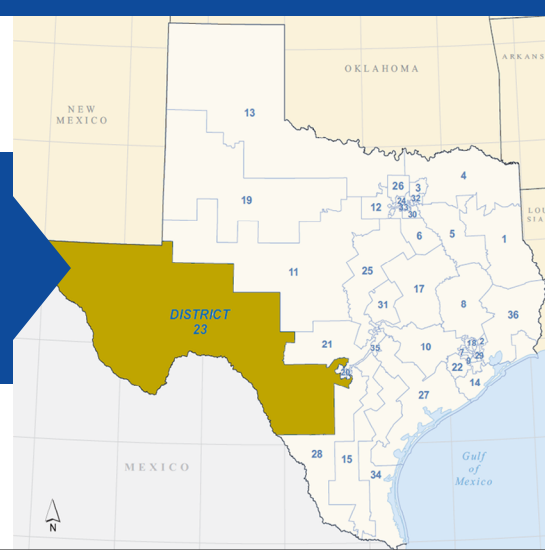 OKLAHOMA
ARKANS
NEW
MEXICO
13
4
26
3
32
24
33
12
30
19
6
5
1
LOU
SIA
11
25
17
8
31
36
DISTRICT
23
21
35
10
18
2
7
29
9
22
14
20
27
28
15
34
Gulf
of
Mexico
MEXICO
N